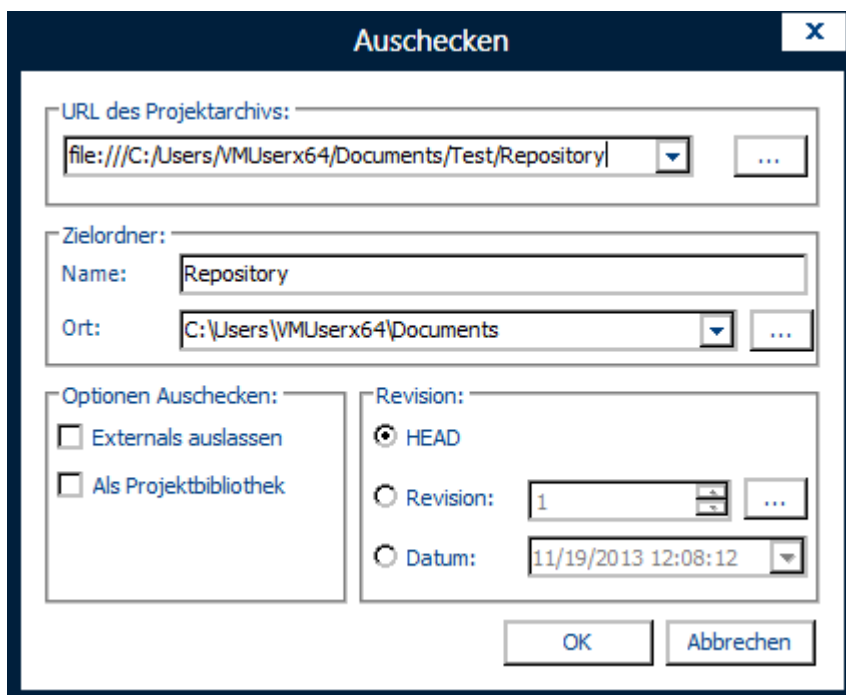 Auschecken
x
URL des Projektarchivs:
file:///C:/Users/VMUserx64/Documents/Test/Repository
...
Zielordner:
Name: Repository
Ort: C:\Users\VMUserx64\Documents ...
Optionen Auschecken:
Externals auslassen
Als Projektbibliothek
Revision:
HEAD
Revision: 1 ...
Datum: 11/19/2013 12:08:12
OK Abbrechen